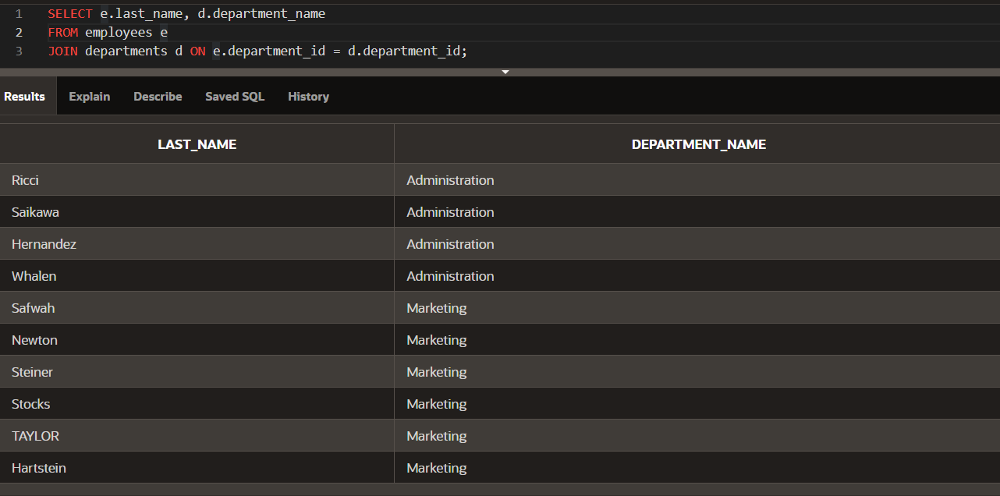 1 SELECT e.last_name, d.department_name
2 FROM employees e
3 JOIN departments d ON e.department_id = d.department_id;
Results Explain Describe Saved SQL History
LAST_NAME DEPARTMENT_NAME
Ricci Administration
Saikawa Administration
Hernandez Administration
Whalen Administration
Safwah Marketing
Newton Marketing
Steiner Marketing
Stocks Marketing
TAYLOR Marketing
Hartstein Marketing